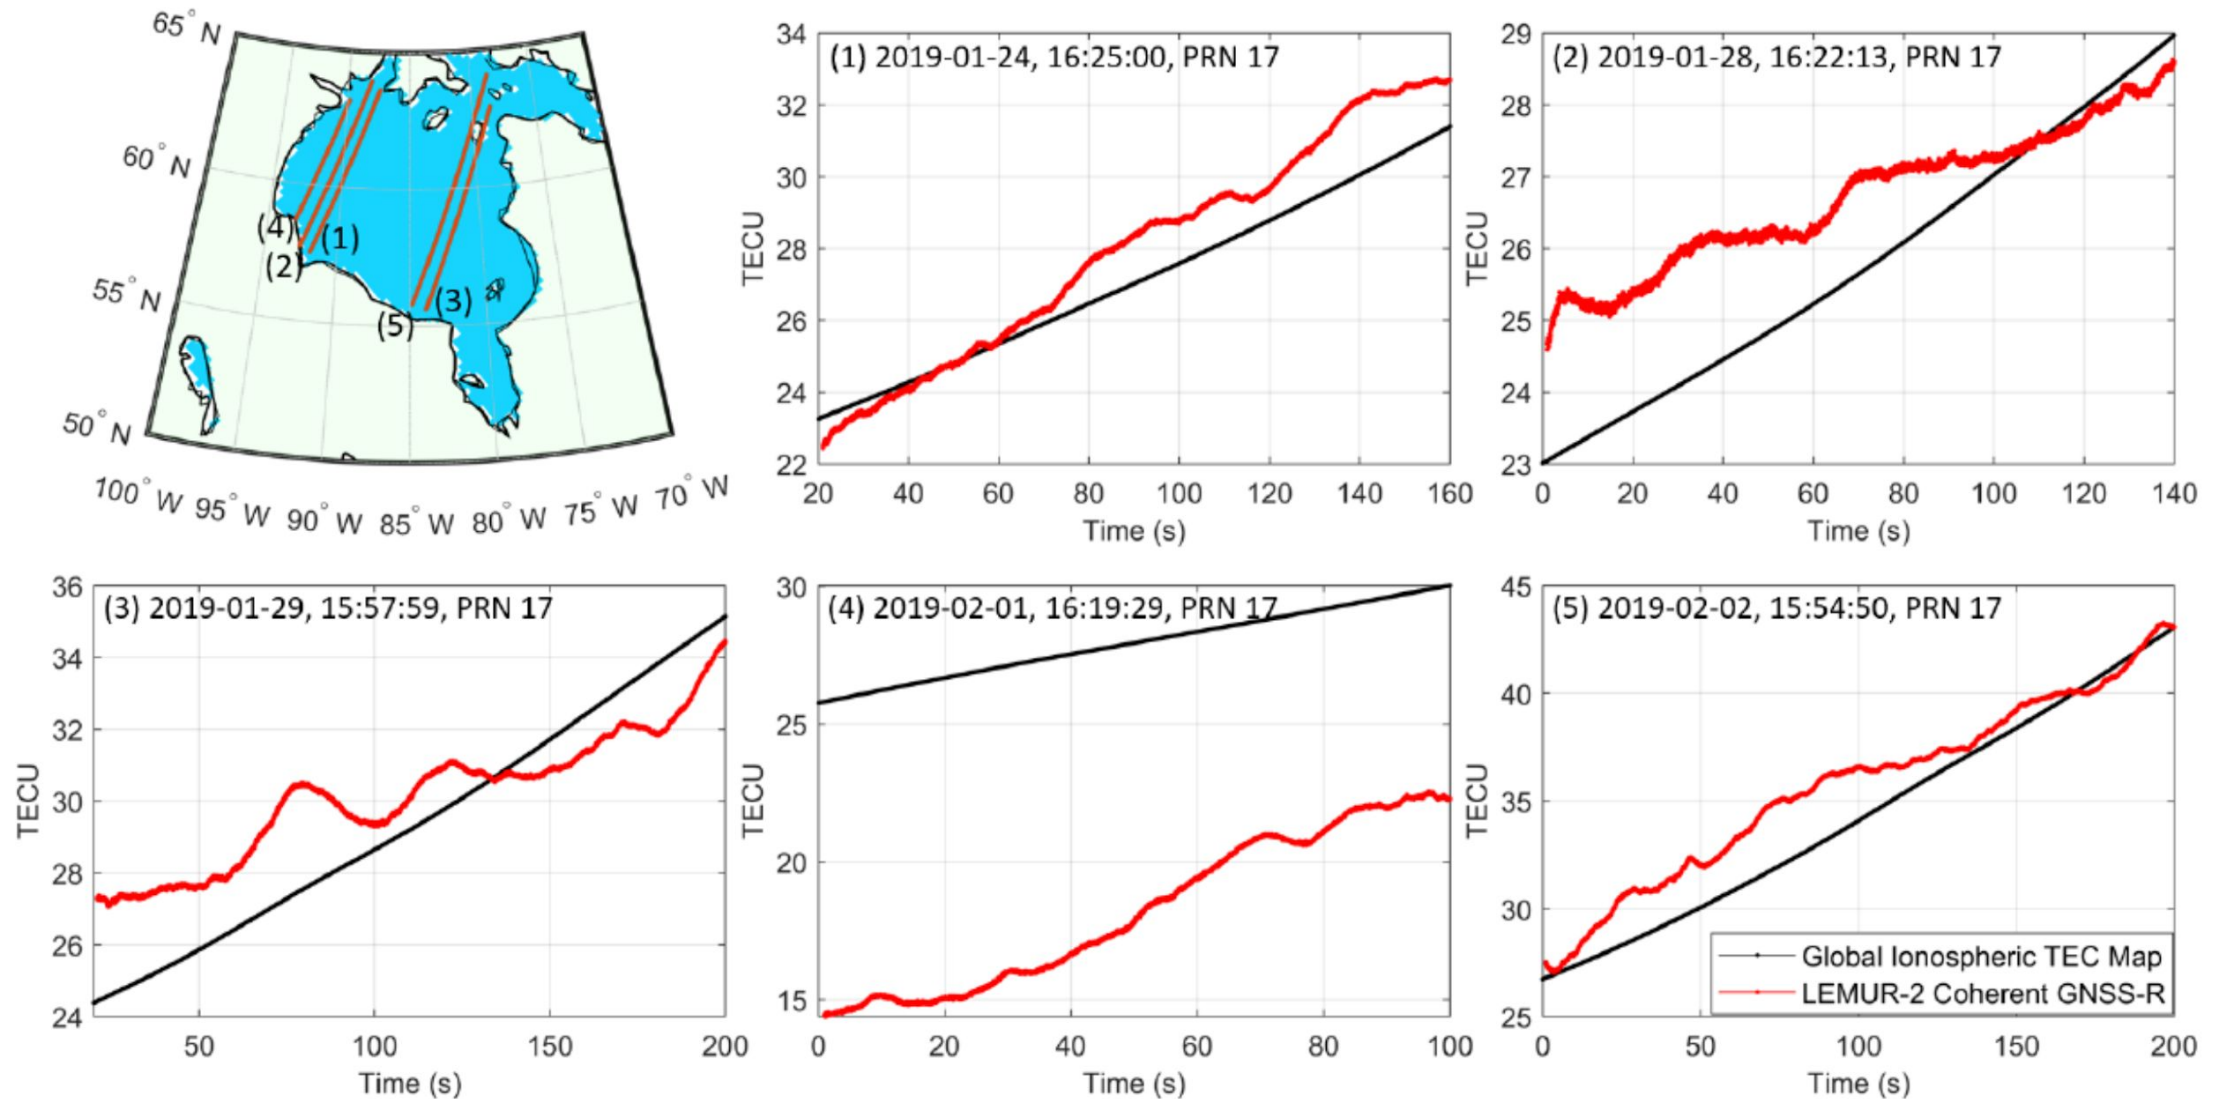 65° N
60° N
55° N
50° N
100° W 95° W 90° W 85° W 80° W 75° W 70° W
(4)
(1)
(2)
(3)
(5)
(1) 2019-01-24, 16:25:00, PRN 17
34
32
30
28
26
24
22
TECU
20 40 60 80 100 120 140 160
Time (s)
(2) 2019-01-28, 16:22:13, PRN 17
29
28
27
26
25
24
23
TECU
0 20 40 60 80 100 120 140
Time (s)
(3) 2019-01-29, 15:57:59, PRN 17
36
34
32
30
28
26
24
TECU
50 100 150 200
Time (s)
(4) 2019-02-01, 16:19:29, PRN 17
30
25
20
15
TECU
0 20 40 60 80 100
Time (s)
(5) 2019-02-02, 15:54:50, PRN 17
45
40
35
30
25
TECU
0 50 100 150 200
Time (s)
Global Ionospheric TEC Map
LEMUR-2 Coherent GNSS-R